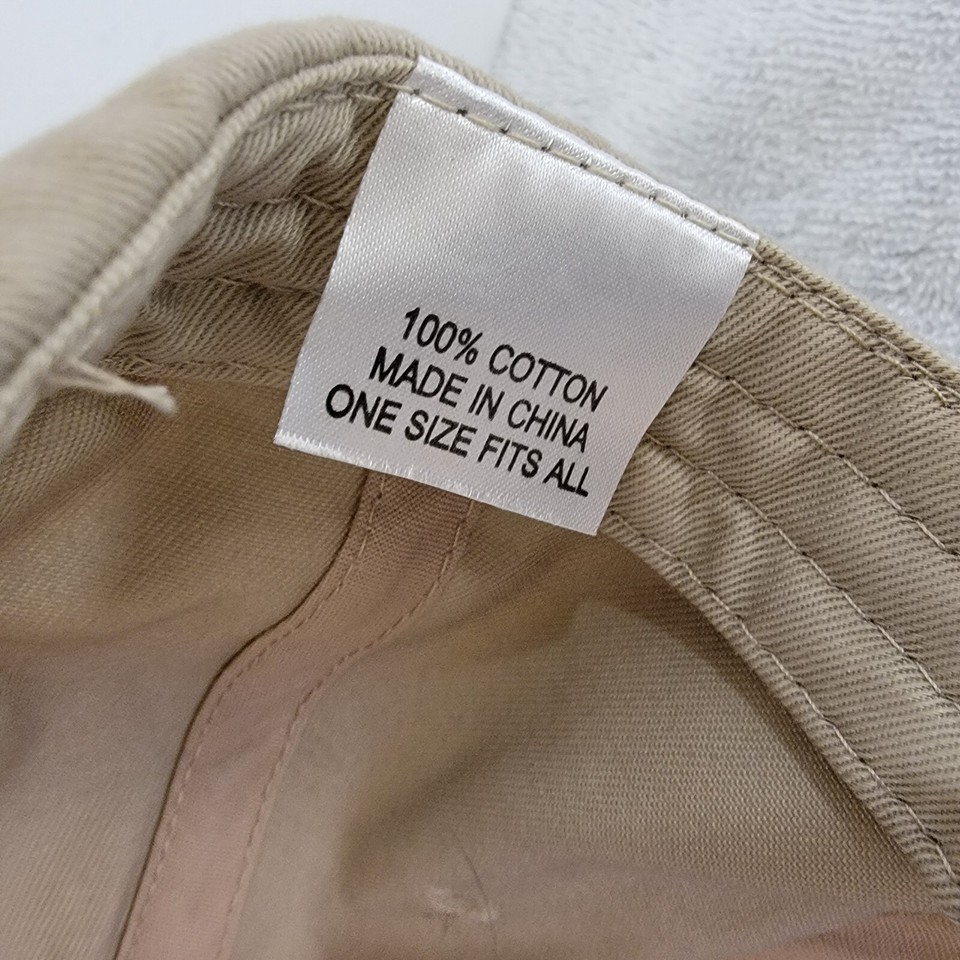 100% COTTON
MADE IN CHINA
ONE SIZE FITS ALL